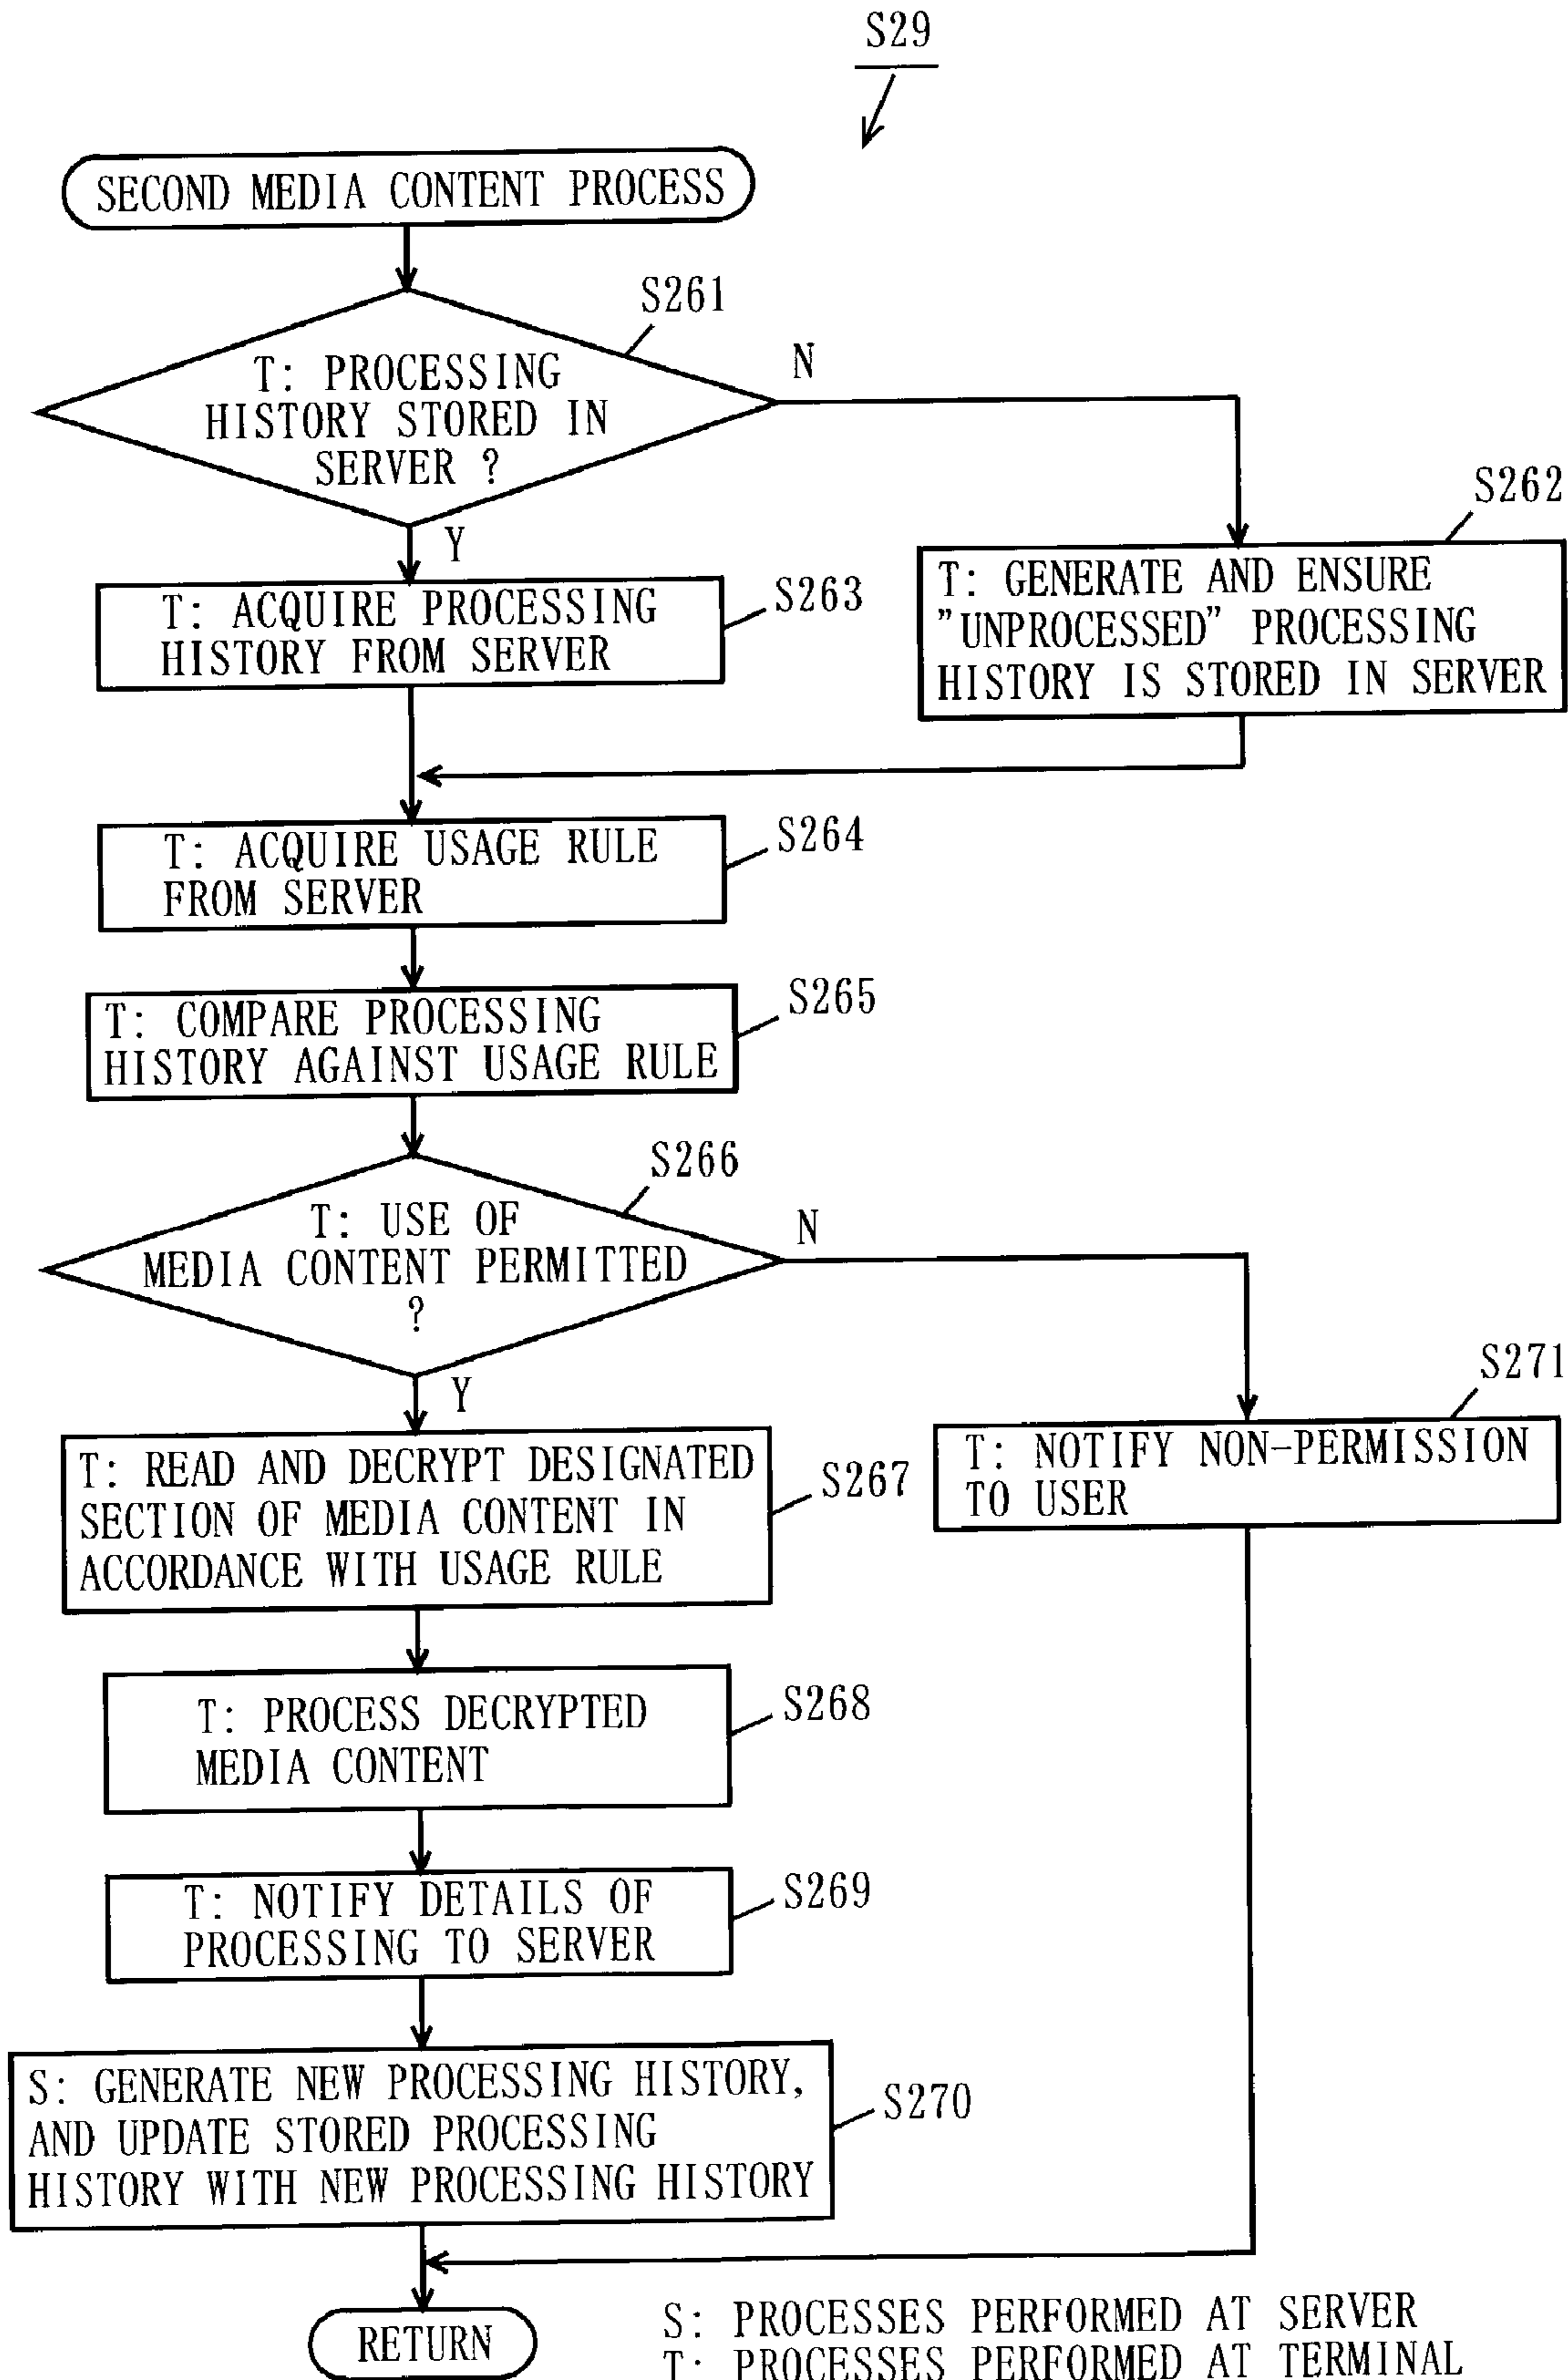 S29
SECOND MEDIA CONTENT PROCESS
S261
T: PROCESSING
HISTORY STORED IN
SERVER ?
N
Y
S262
T: GENERATE AND ENSURE
"UNPROCESSED" PROCESSING
HISTORY IS STORED IN SERVER
S263
T: ACQUIRE PROCESSING
HISTORY FROM SERVER
S264
T: ACQUIRE USAGE RULE
FROM SERVER
S265
T: COMPARE PROCESSING
HISTORY AGAINST USAGE RULE
S266
T: USE OF
MEDIA CONTENT PERMITTED
?
N
Y
S271
T: NOTIFY NON-PERMISSION
TO USER
S267
T: READ AND DECRYPT DESIGNATED
SECTION OF MEDIA CONTENT IN
ACCORDANCE WITH USAGE RULE
S268
T: PROCESS DECRYPTED
MEDIA CONTENT
S269
T: NOTIFY DETAILS OF
PROCESSING TO SERVER
S270
S: GENERATE NEW PROCESSING HISTORY,
AND UPDATE STORED PROCESSING
HISTORY WITH NEW PROCESSING HISTORY
RETURN
S: PROCESSES PERFORMED AT SERVER
T: PROCESSES PERFORMED AT TERMINAL